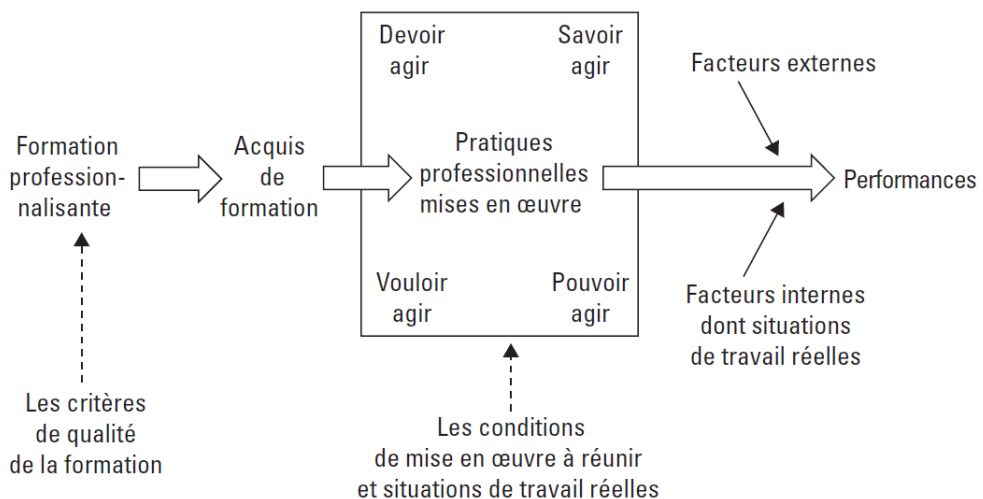 Devoir
agir
Savoir
agir
Facteurs externes
Formation
profession-
nalisante
Acquis
de
formation
Pratiques
professionnelles
mises en œuvre
Performances
Vouloir
agir
Pouvoir
agir
Facteurs internes
dont situations
de travail réelles
Les critères
de qualité
de la formation
Les conditions
de mise en œuvre à réunir
et situations de travail réelles